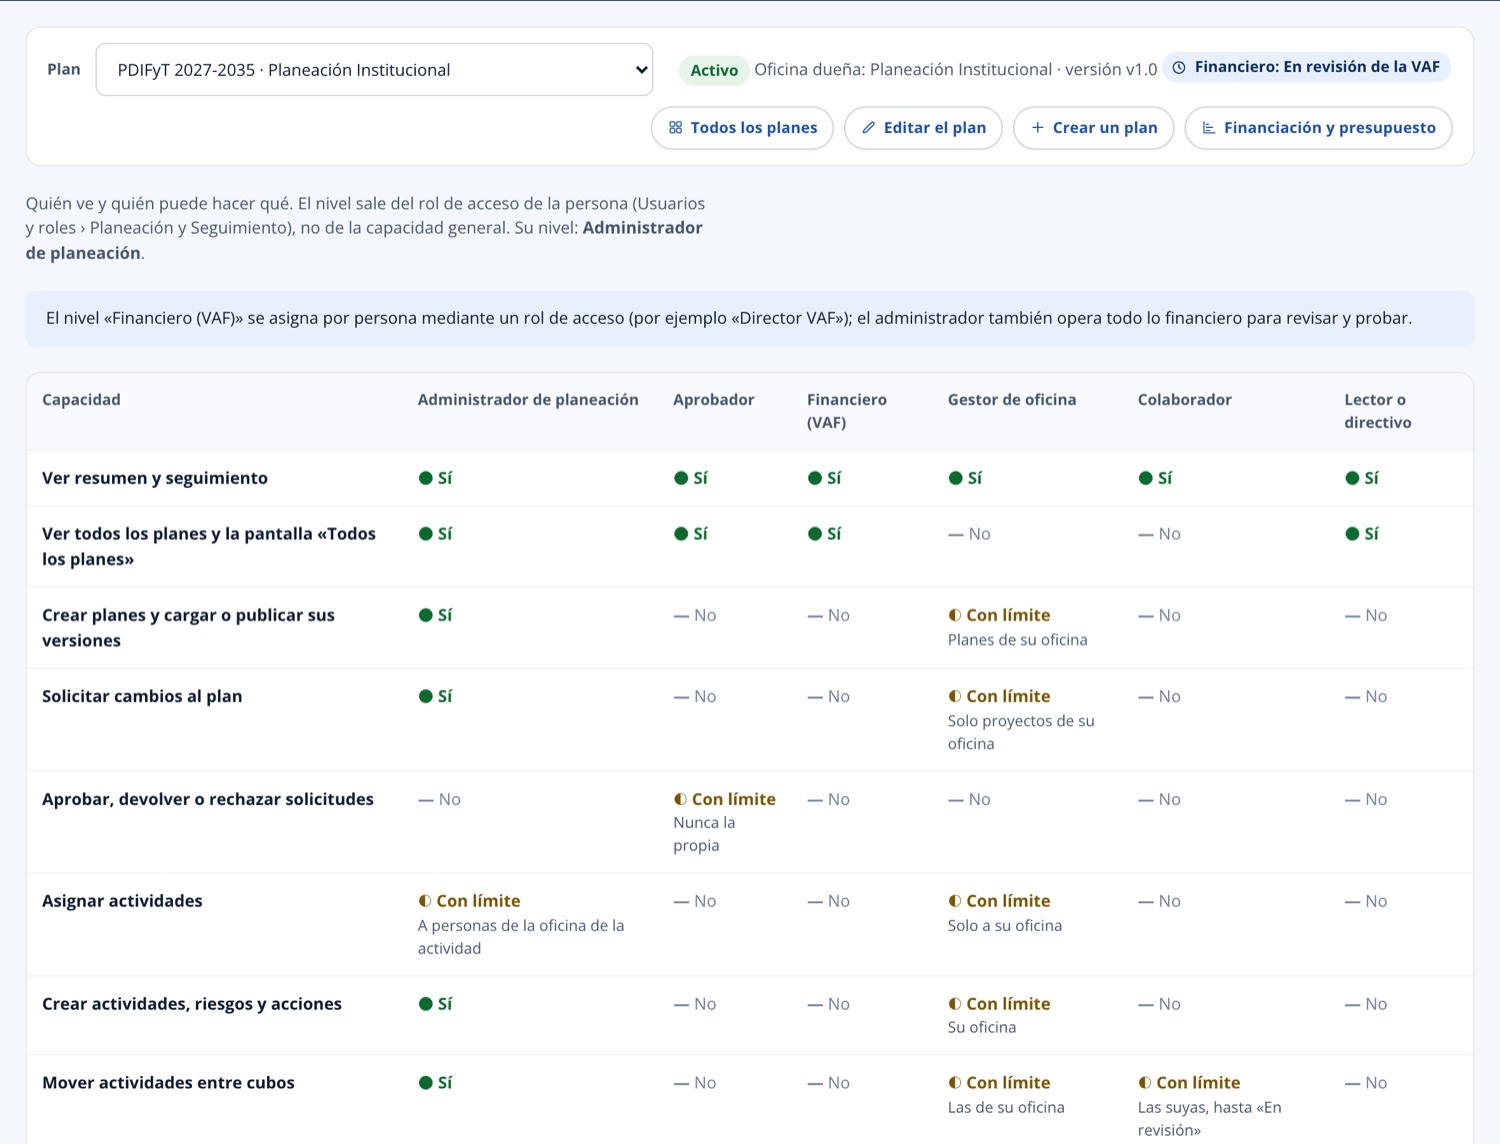 Plan
PDIFyT 2027-2035 · Planeación Institucional
Activo
Oficina dueña: Planeación Institucional · versión v1.0
Financiero: En revisión de la VAF
Todos los planes
Editar el plan
Crear un plan
Financiación y presupuesto
Quién ve y quién puede hacer qué. El nivel sale del rol de acceso de la persona (Usuarios
y roles › Planeación y Seguimiento), no de la capacidad general. Su nivel: Administrador
de planeación.
El nivel «Financiero (VAF)» se asigna por persona mediante un rol de acceso (por ejemplo «Director VAF»); el administrador también opera todo lo financiero para revisar y probar.
Capacidad
Administrador de planeación
Aprobador
Financiero
(VAF)
Gestor de oficina
Colaborador
Lector o
directivo
Ver resumen y seguimiento
Sí
Sí
Sí
Sí
Sí
Sí
Ver todos los planes y la pantalla «Todos
los planes»
Sí
Sí
Sí
— No
— No
Sí
Crear planes y cargar o publicar sus
versiones
Sí
— No
— No
Con límite
Planes de su oficina
— No
— No
Solicitar cambios al plan
Sí
— No
— No
Con límite
Solo proyectos de su
oficina
— No
— No
Aprobar, devolver o rechazar solicitudes
— No
Con límite
Nunca la
propia
— No
— No
— No
— No
Asignar actividades
Con límite
A personas de la oficina de la
actividad
— No
— No
Con límite
Solo a su oficina
— No
— No
Crear actividades, riesgos y acciones
Sí
— No
— No
Con límite
Su oficina
— No
— No
Mover actividades entre cubos
Sí
— No
— No
Con límite
Las de su oficina
Con límite
Las suyas, hasta «En
revisión»
— No